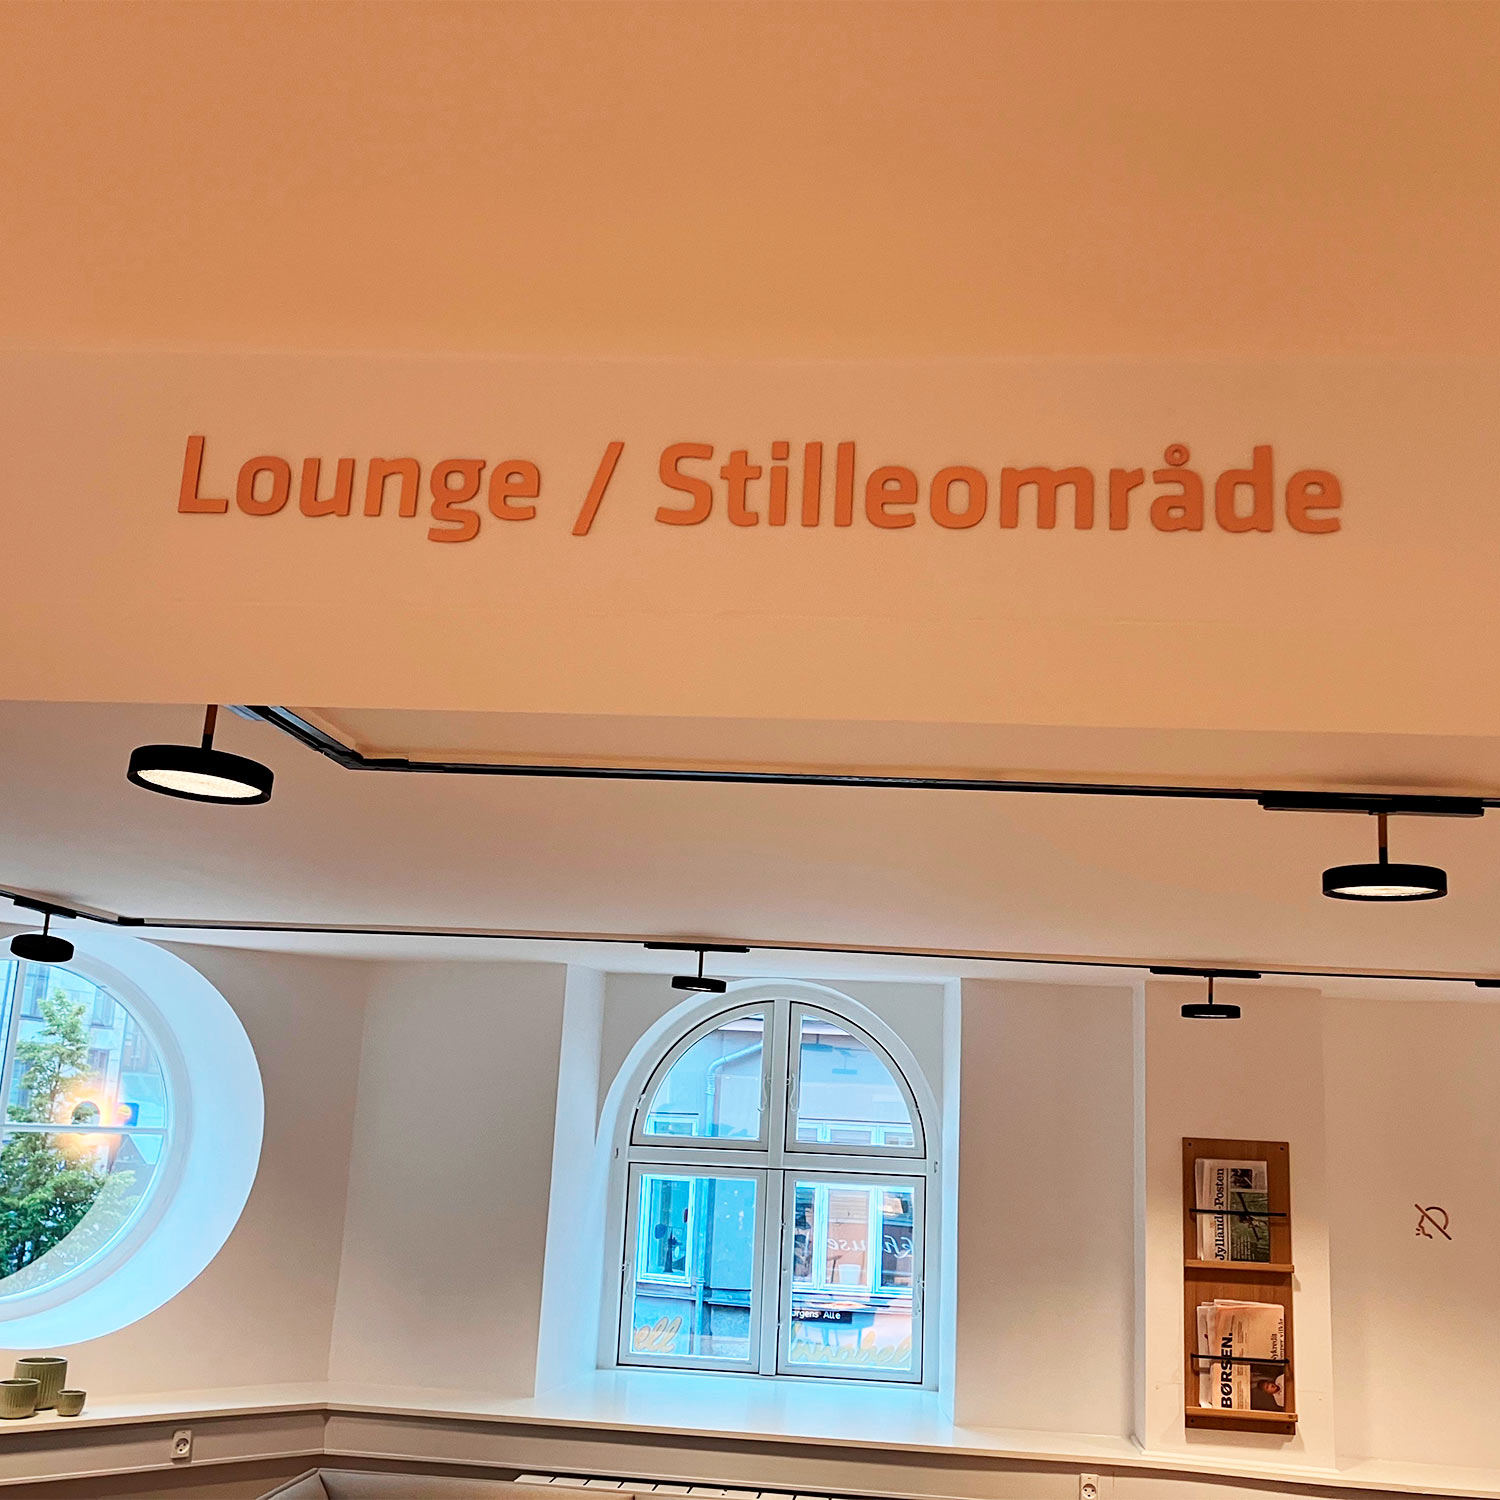 Lounge / Stilleområde
Jyllands-Posten
BØRSEN.